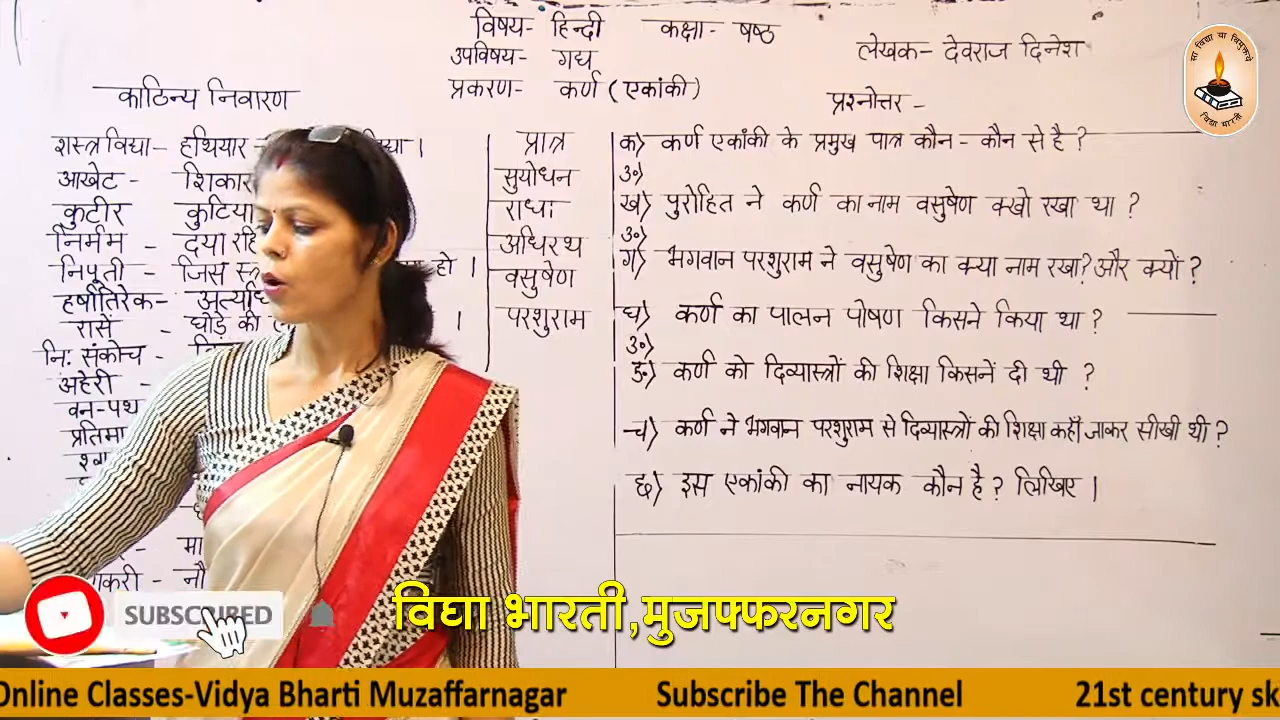 विषय- हिन्दी कक्षा- षष्ठ
उपविषय- गद्य
लेखक- देवराज दिनेश
प्रकरण- कर्ण (एकांकी)
सा विद्या या विमुक्तये
विद्या भारती
काठिन्य निवारण
शस्त्र विद्या- हथियार
आखेट- शिकार
कुटीर कुटिया
निर्मम - दया
निपूती - जिस
हर्षातिरेक-
रासें - घोड़े की
नि: संकोच -
अहेरी -
वन-पथ
प्रतिमा
पात्र
सुयोधन
राधा
अधिरथ
वसुषेण
परशुराम
प्रश्नोत्तर -
क) कर्ण एकांकी के प्रमुख पात्र कौन - कौन से है ?
उ०)
ख) पुरोहित ने कर्ण का नाम वसुषेण क्यो रखा था ?
उ०)
ग) भगवान परशुराम ने वसुषेण का क्या नाम रखा? और क्यों ?
घ) कर्ण का पालन पोषण किसने किया था ?
उ०)
ङ) कर्ण को दिव्यास्त्रों की शिक्षा किसनें दी थी ?
च) कर्ण ने भगवान परशुराम से दिव्यास्त्रों की शिक्षा कहाँ जाकर सीखी थी ?
छ) इस एकांकी का नायक कौन है ? लिखिए ।
SUBSCRIBED
विद्या भारती,मुजफ्फरनगर
Online Classes-Vidya Bharti Muzaffarnagar Subscribe The Channel 21st century sk